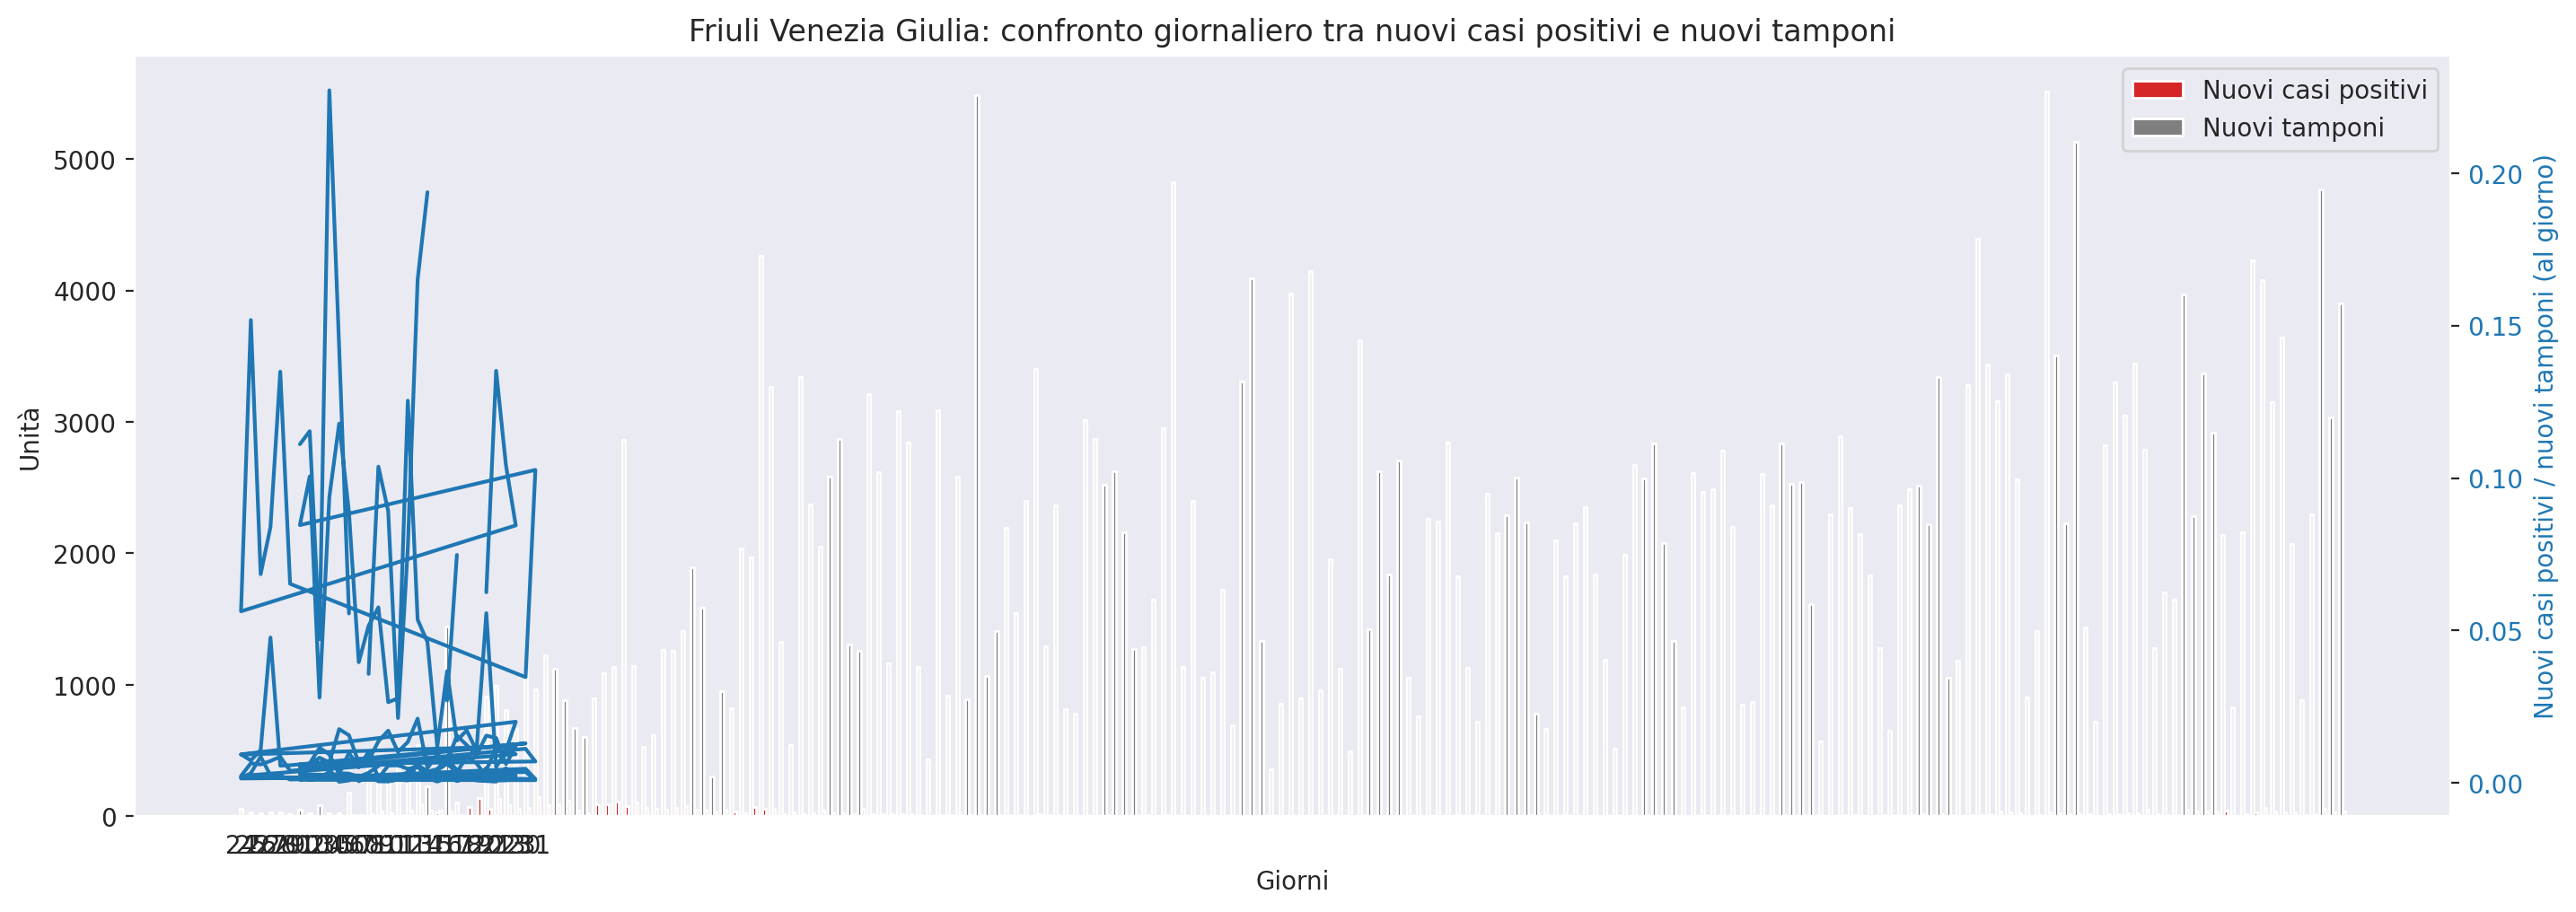 Friuli Venezia Giulia: confronto giornaliero tra nuovi casi positivi e nuovi tamponi
Nuovi casi positivi
Nuovi tamponi
5000
4000
3000
2000
1000
0
Unità
0.20
0.15
0.10
0.05
0.00
Nuovi casi positivi / nuovi tamponi (al giorno)
Giorni